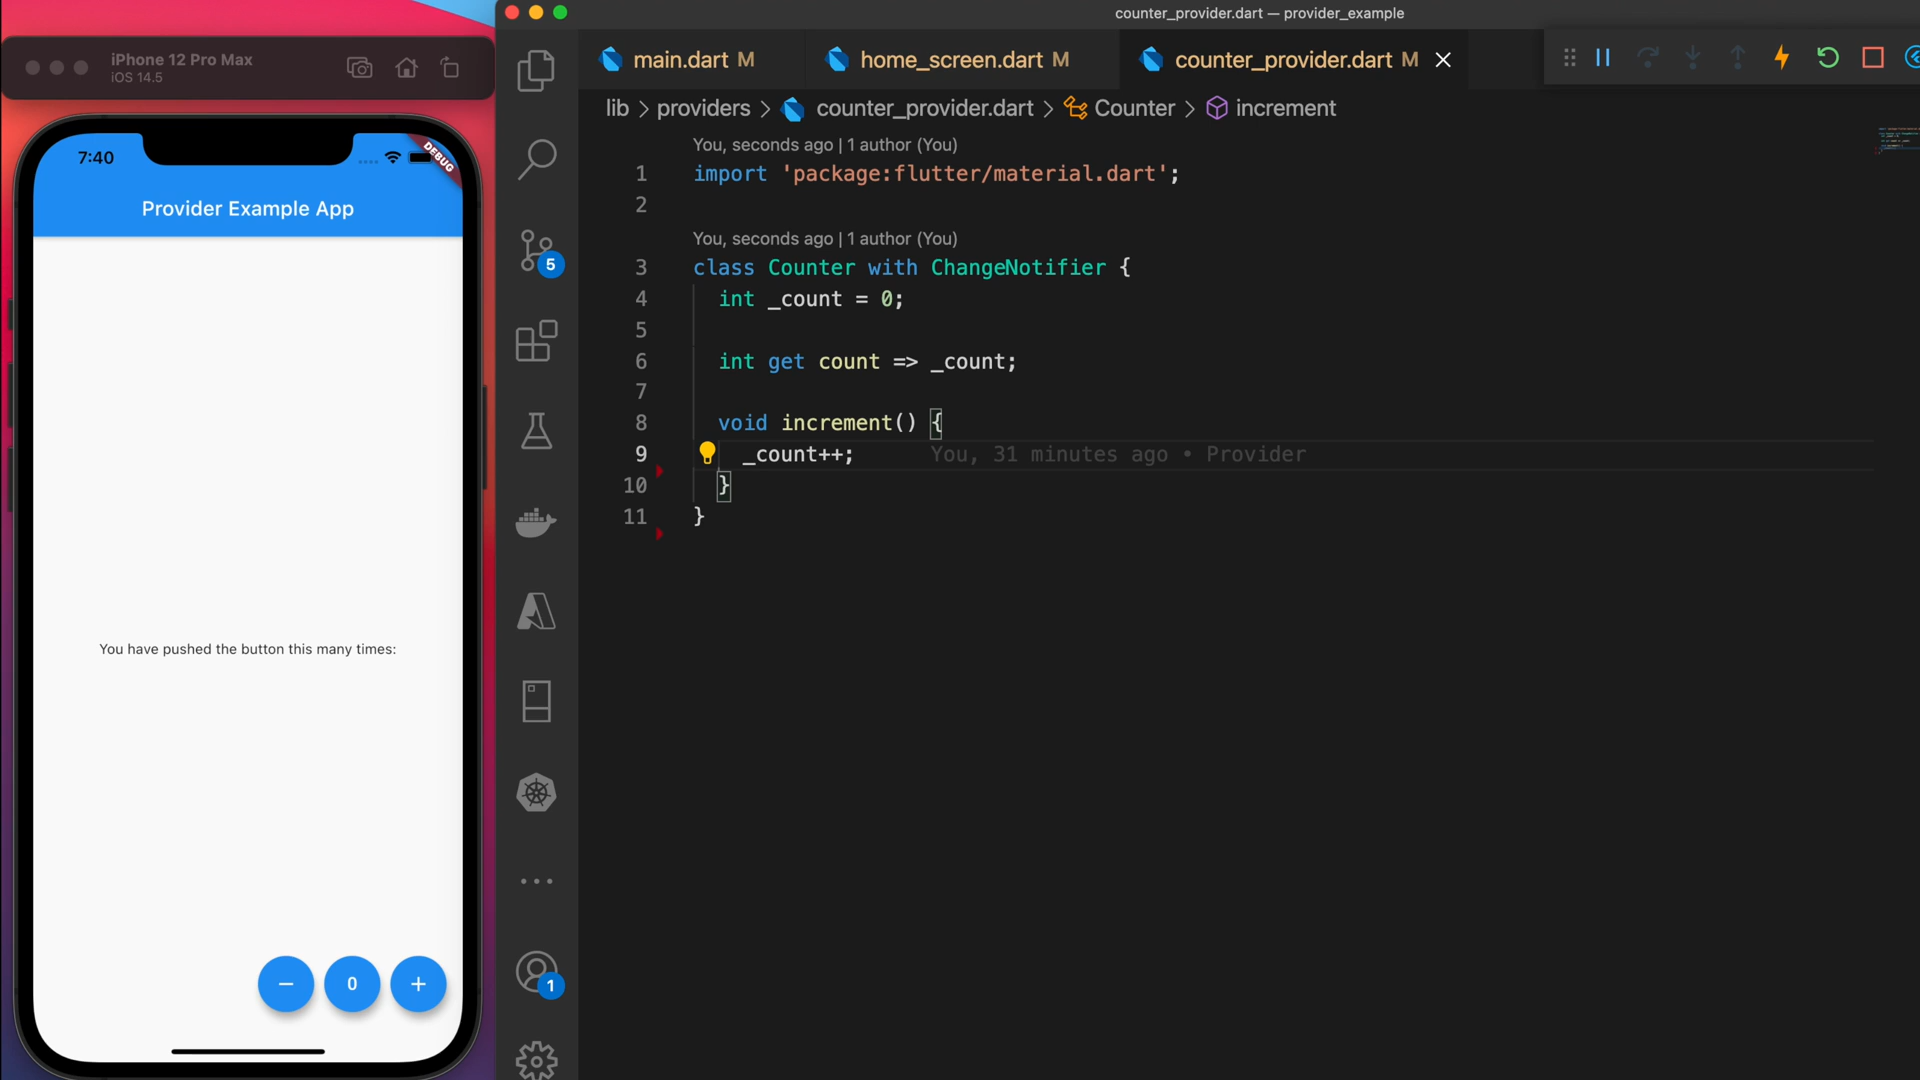 iPhone 12 Pro Max
iOS 14.5
7:40
DEBUG
Provider Example App
You have pushed the button this many times:
− 0 +
counter_provider.dart — provider_example
main.dart M
home_screen.dart M
counter_provider.dart M
lib > providers > counter_provider.dart > Counter > increment
5
1
You, seconds ago | 1 author (You)
1 import 'package:flutter/material.dart';
2
You, seconds ago | 1 author (You)
3 class Counter with ChangeNotifier {
4 int _count = 0;
5
6 int get count => _count;
7
8 void increment() {
9 _count++; You, 31 minutes ago • Provider
10 }
11 }